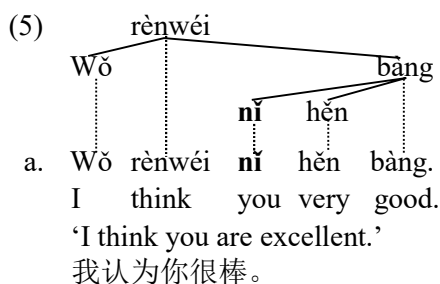 (5) rènwéi
Wǒ bàng
nǐ hěn
a. Wǒ rènwéi nǐ hěn bàng.
I think you very good.
‘I think you are excellent.’
我认为你很棒。